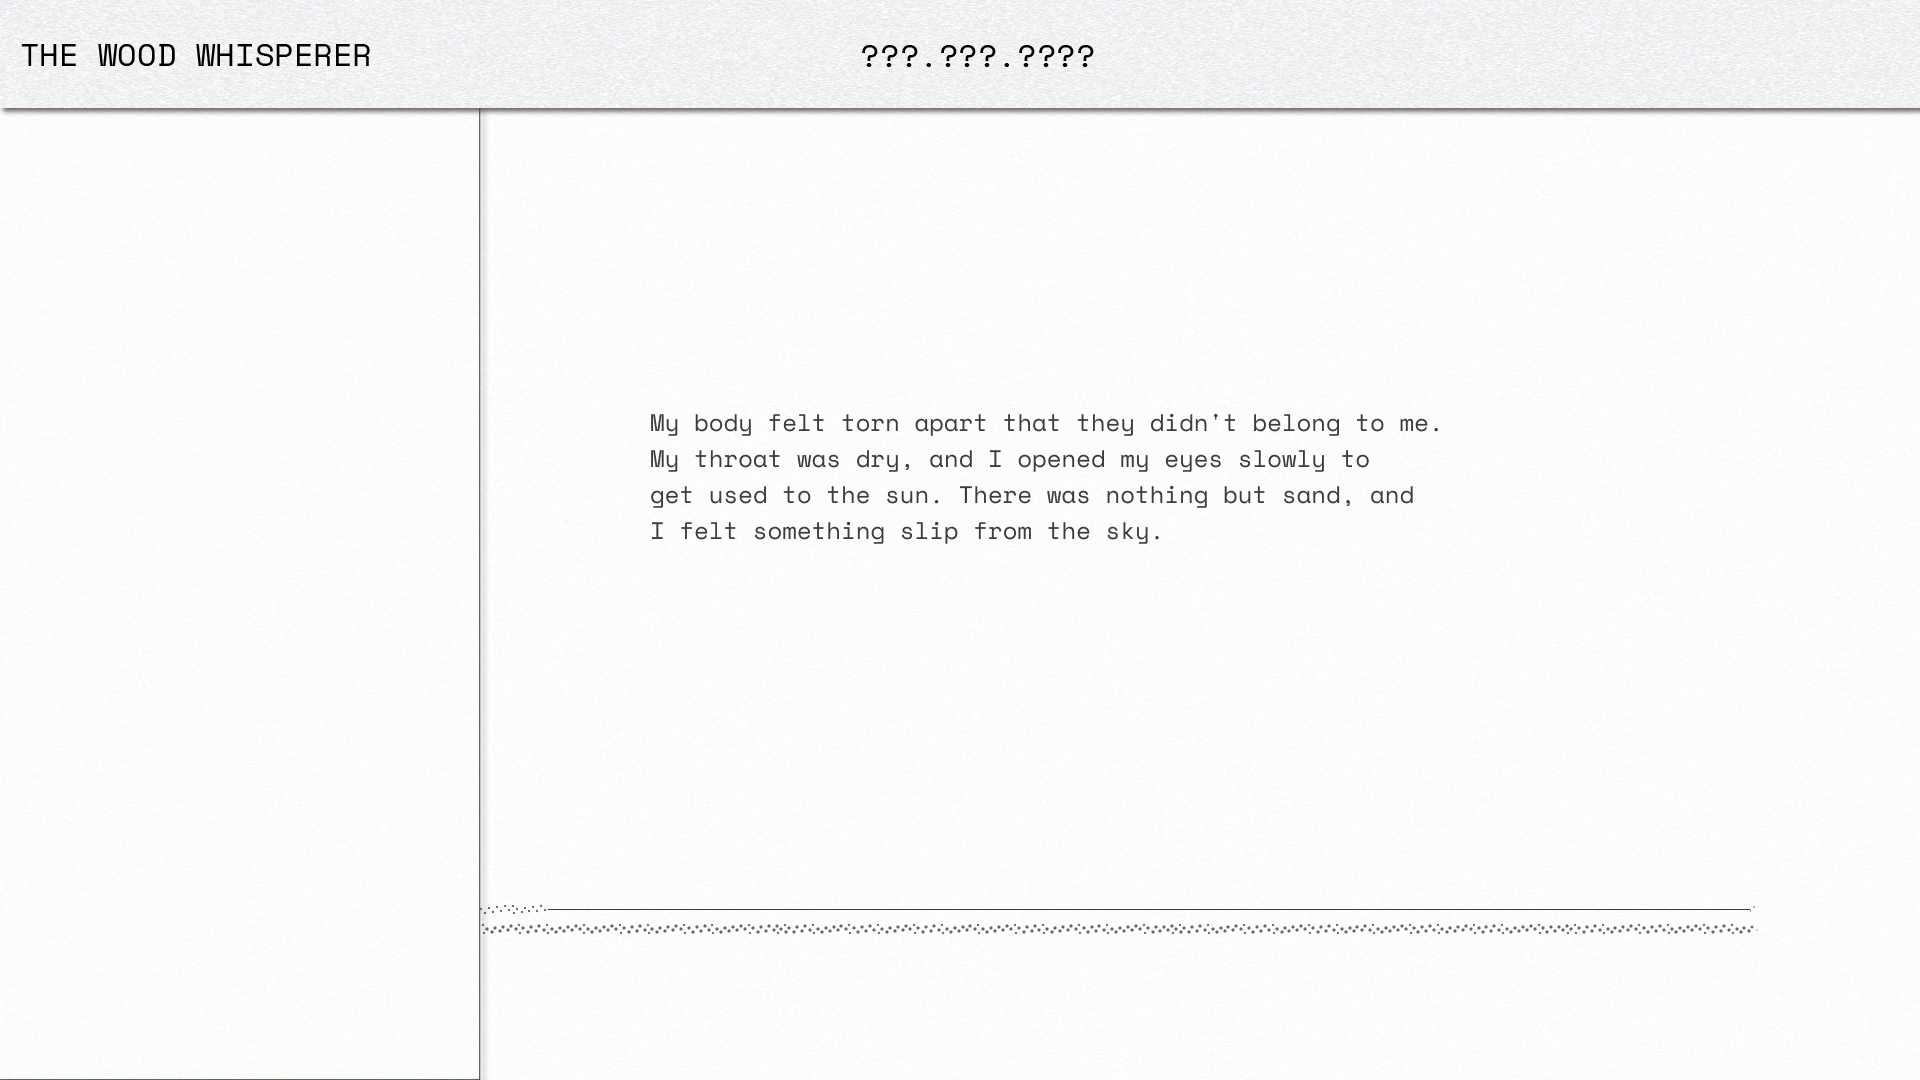 THE WOOD WHISPERER
???.???.????
My body felt torn apart that they didn't belong to me.
My throat was dry, and I opened my eyes slowly to
get used to the sun. There was nothing but sand, and
I felt something slip from the sky.